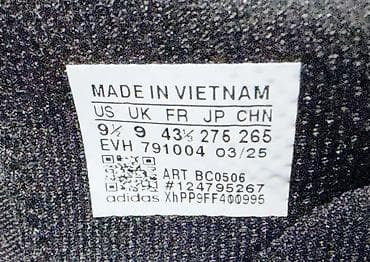 MADE IN VIETNAM
US UK FR JP CHN
9½ 9 43⅓ 275 265
EVH 791004 03/25
ART BC0506
#124795267
adidas XhPP9FF400995